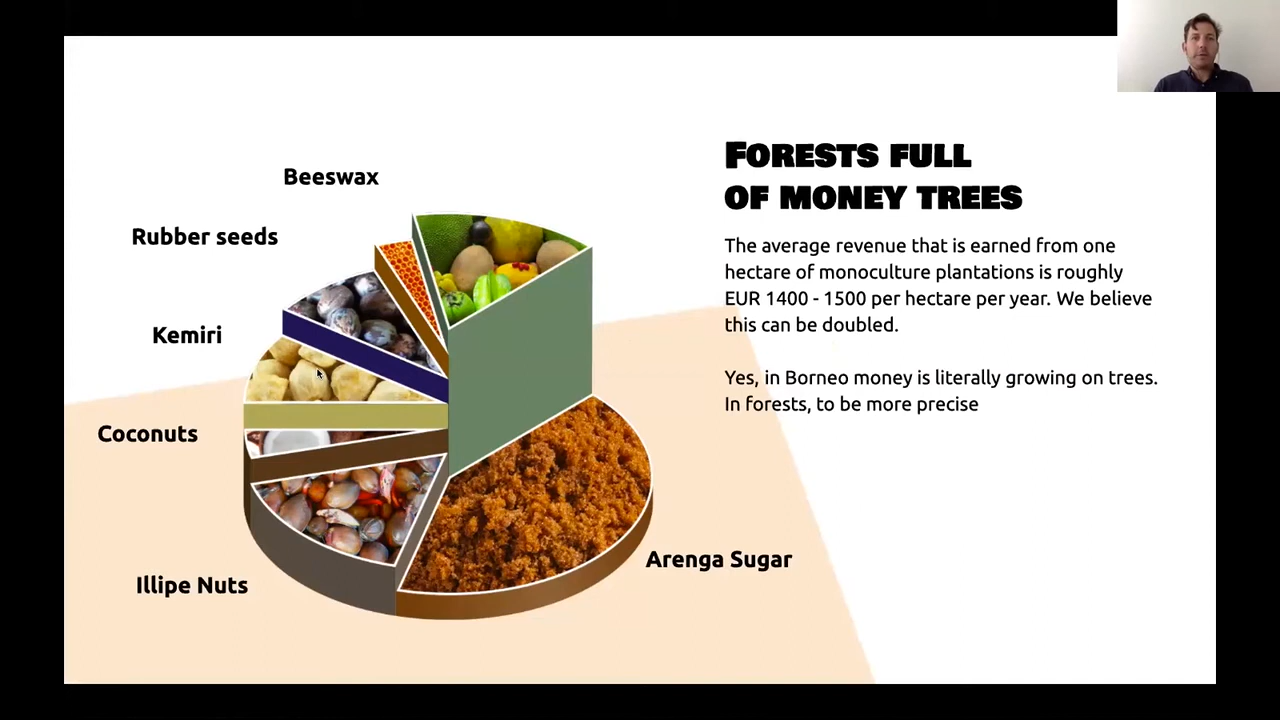 FORESTS FULL
OF MONEY TREES
The average revenue that is earned from one
hectare of monoculture plantations is roughly
EUR 1400 - 1500 per hectare per year. We believe
this can be doubled.
Yes, in Borneo money is literally growing on trees.
In forests, to be more precise
Beeswax
Rubber seeds
Kemiri
Coconuts
Illipe Nuts
Arenga Sugar